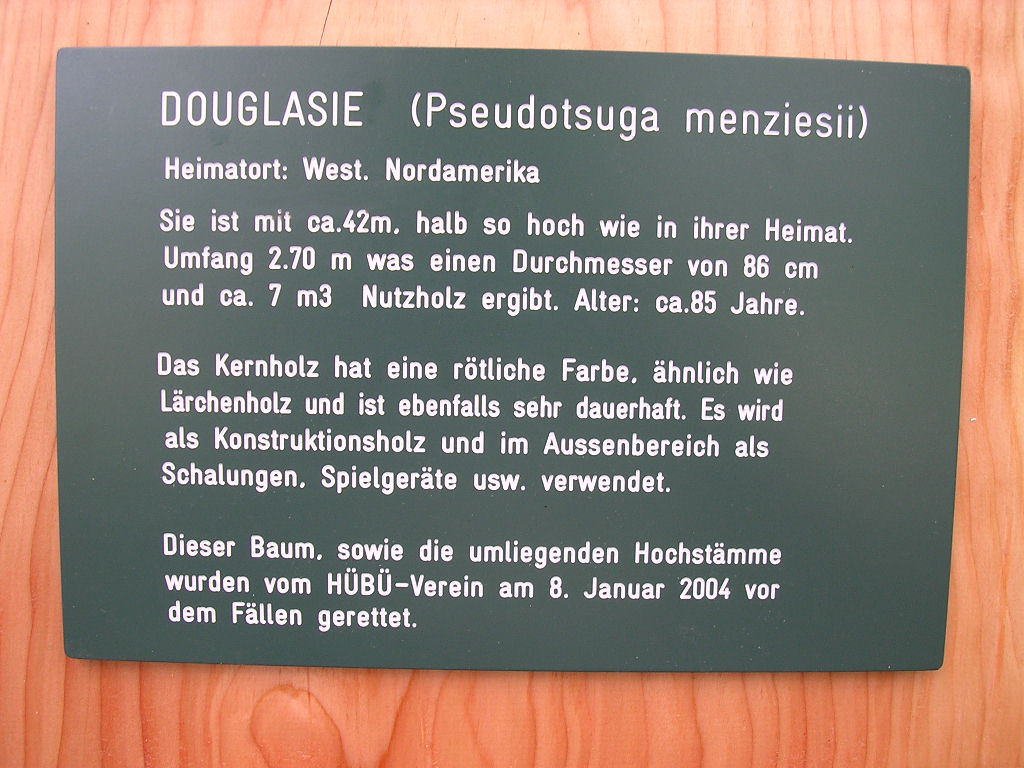 DOUGLASIE (Pseudotsuga menziesii)
Heimatort: West. Nordamerika
Sie ist mit ca.42m, halb so hoch wie in ihrer Heimat.
Umfang 2.70 m was einen Durchmesser von 86 cm
und ca. 7 m3 Nutzholz ergibt. Alter: ca.85 Jahre.
Das Kernholz hat eine rötliche Farbe, ähnlich wie
Lärchenholz und ist ebenfalls sehr dauerhaft. Es wird
als Konstruktionsholz und im Aussenbereich als
Schalungen, Spielgeräte usw. verwendet.
Dieser Baum, sowie die umliegenden Hochstämme
wurden vom HÜBÜ-Verein am 8. Januar 2004 vor
dem Fällen gerettet.